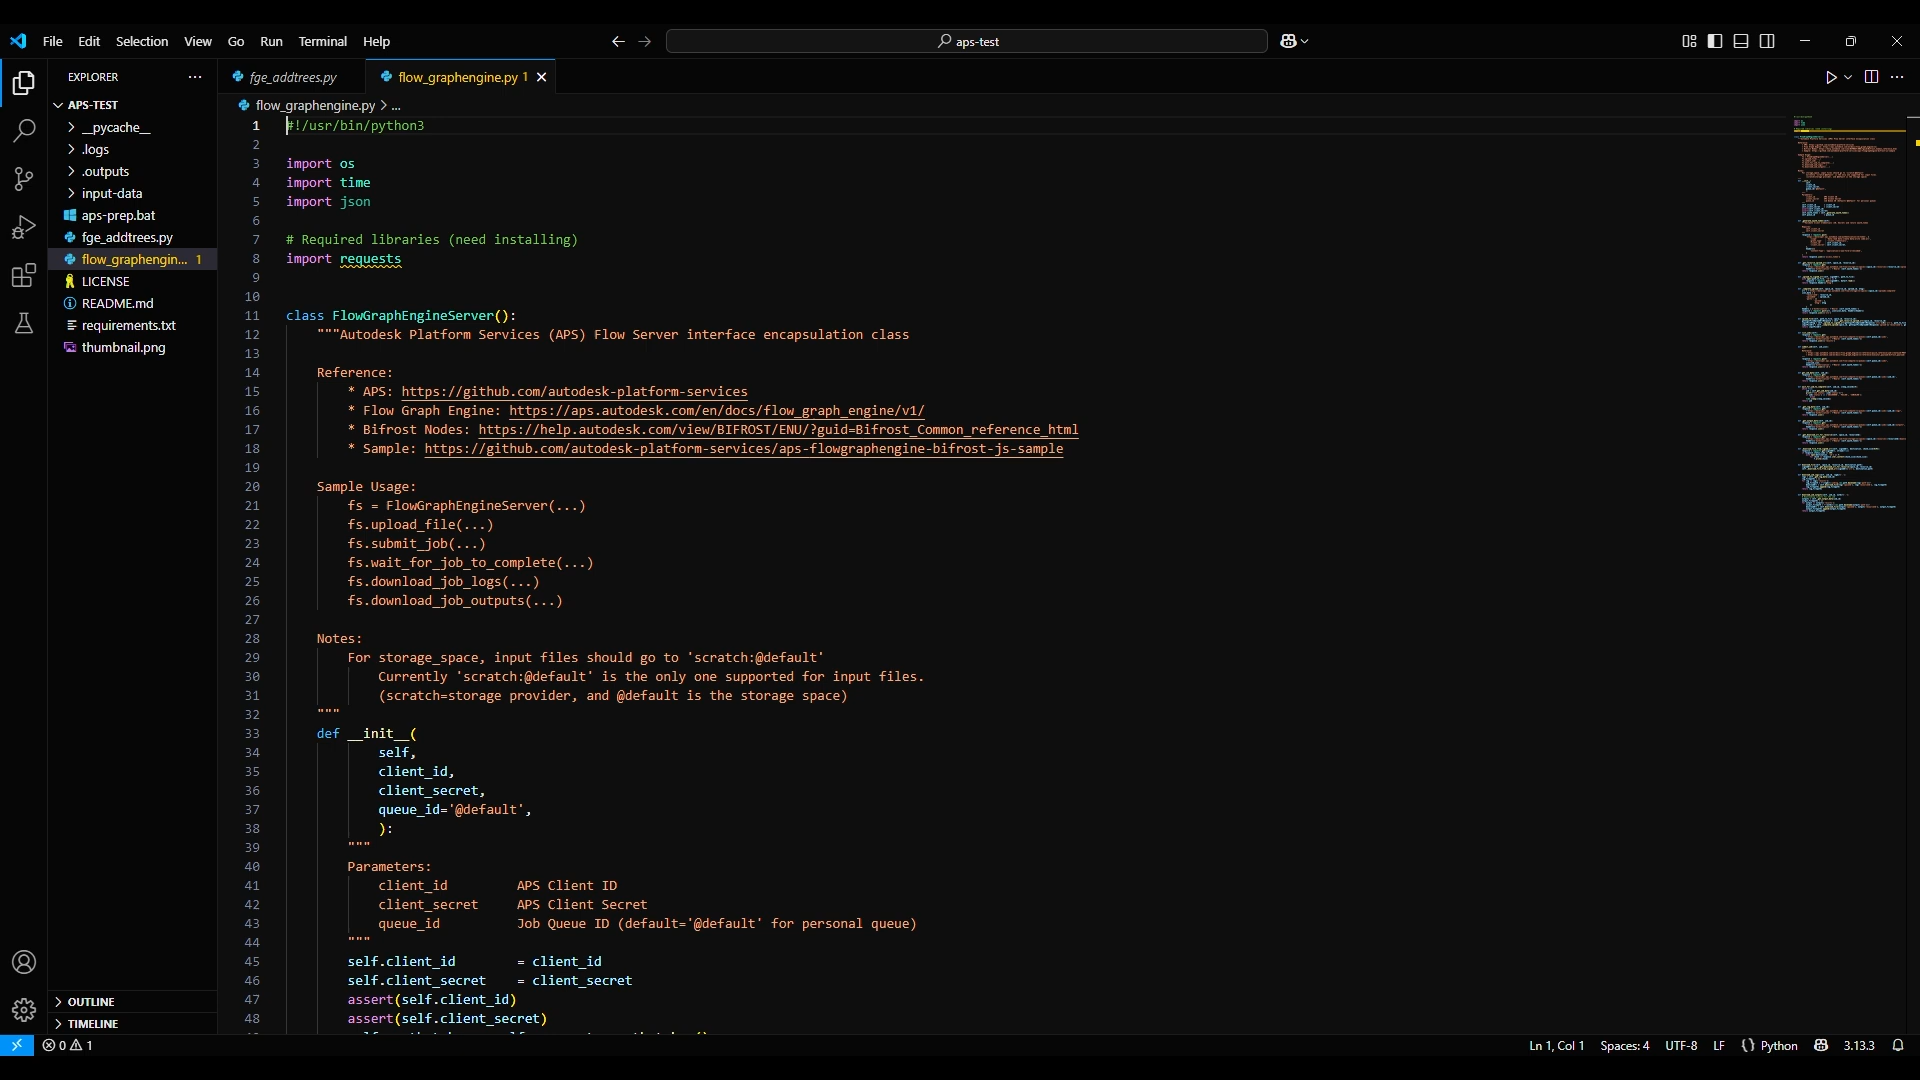 File Edit Selection View Go Run Terminal Help
aps-test
EXPLORER
fge_addtrees.py
flow_graphengine.py 1
APS-TEST
__pycache__
.logs
.outputs
input-data
aps-prep.bat
fge_addtrees.py
flow_graphengin... 1
LICENSE
README.md
requirements.txt
thumbnail.png
OUTLINE
TIMELINE
flow_graphengine.py > ...
1 #!/usr/bin/python3
2
3 import os
4 import time
5 import json
6
7 # Required libraries (need installing)
8 import requests
9
10
11 class FlowGraphEngineServer():
12 """Autodesk Platform Services (APS) Flow Server interface encapsulation class
13
14 Reference:
15 * APS: https://github.com/autodesk-platform-services
16 * Flow Graph Engine: https://aps.autodesk.com/en/docs/flow_graph_engine/v1/
17 * Bifrost Nodes: https://help.autodesk.com/view/BIFROST/ENU/?guid=Bifrost_Common_reference_html
18 * Sample: https://github.com/autodesk-platform-services/aps-flowgraphengine-bifrost-js-sample
19
20 Sample Usage:
21 fs = FlowGraphEngineServer(...)
22 fs.upload_file(...)
23 fs.submit_job(...)
24 fs.wait_for_job_to_complete(...)
25 fs.download_job_logs(...)
26 fs.download_job_outputs(...)
27
28 Notes:
29 For storage_space, input files should go to 'scratch:@default'
30 Currently 'scratch:@default' is the only one supported for input files.
31 (scratch=storage provider, and @default is the storage space)
32 """
33 def __init__(
34 self,
35 client_id,
36 client_secret,
37 queue_id='@default',
38 ):
39 """
40 Parameters:
41 client_id APS Client ID
42 client_secret APS Client Secret
43 queue_id Job Queue ID (default='@default' for personal queue)
44 """
45 self.client_id = client_id
46 self.client_secret = client_secret
47 assert(self.client_id)
48 assert(self.client_secret)
0 1
Ln 1, Col 1 Spaces: 4 UTF-8 LF {} Python 3.13.3